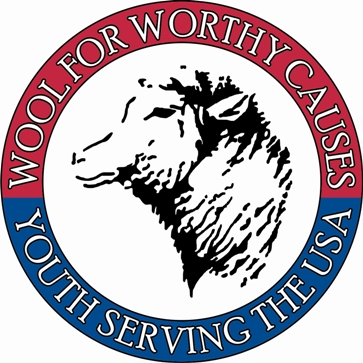 WOOL FOR WORTHY CAUSES
YOUTH SERVING THE USA